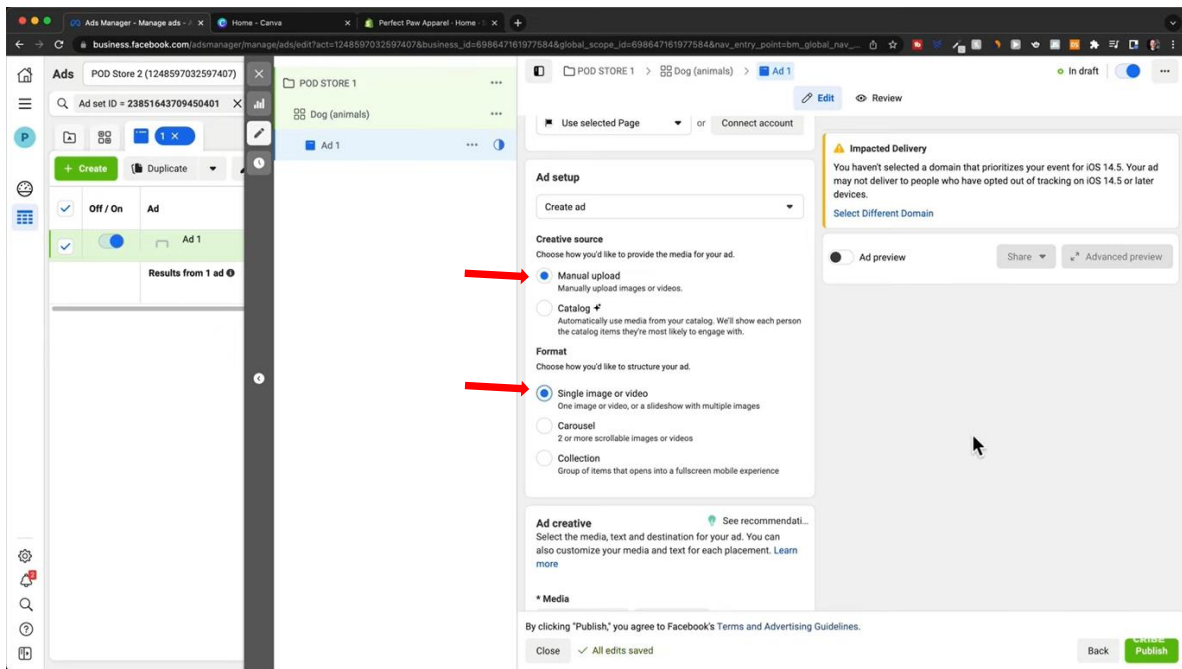 Ads Manager - Manage ads - /
Home - Canva
Perfect Paw Apparel - Home - S
business.facebook.com/adsmanager/manage/ads/edit?act=1248597032597407&business_id=698647161977584&global_scope_id=698647161977584&nav_entry_point=bm_global_nav_...
Ads
POD Store 2 (1248597032597407)
Ad set ID = 23851643709450401
1
+ Create
Duplicate
Off / On
Ad
Ad 1
Results from 1 ad
P
2
POD STORE 1
Dog (animals)
Ad 1
POD STORE 1 > Dog (animals) > Ad 1
In draft
Edit
Review
Use selected Page
or
Connect account
Ad setup
Create ad
Creative source
Choose how you'd like to provide the media for your ad.
Manual upload
Manually upload images or videos.
Catalog
Automatically use media from your catalog. We'll show each person
the catalog items they're most likely to engage with.
Format
Choose how you'd like to structure your ad.
Single image or video
One image or video, or a slideshow with multiple images
Carousel
2 or more scrollable images or videos
Collection
Group of items that opens into a fullscreen mobile experience
Ad creative
See recommendati...
Select the media, text and destination for your ad. You can
also customize your media and text for each placement. Learn
more
* Media
Impacted Delivery
You haven't selected a domain that prioritizes your event for iOS 14.5. Your ad
may not deliver to people who have opted out of tracking on iOS 14.5 or later
devices.
Select Different Domain
Ad preview
Share
Advanced preview
By clicking "Publish," you agree to Facebook's Terms and Advertising Guidelines.
Close
All edits saved
Back
Publish